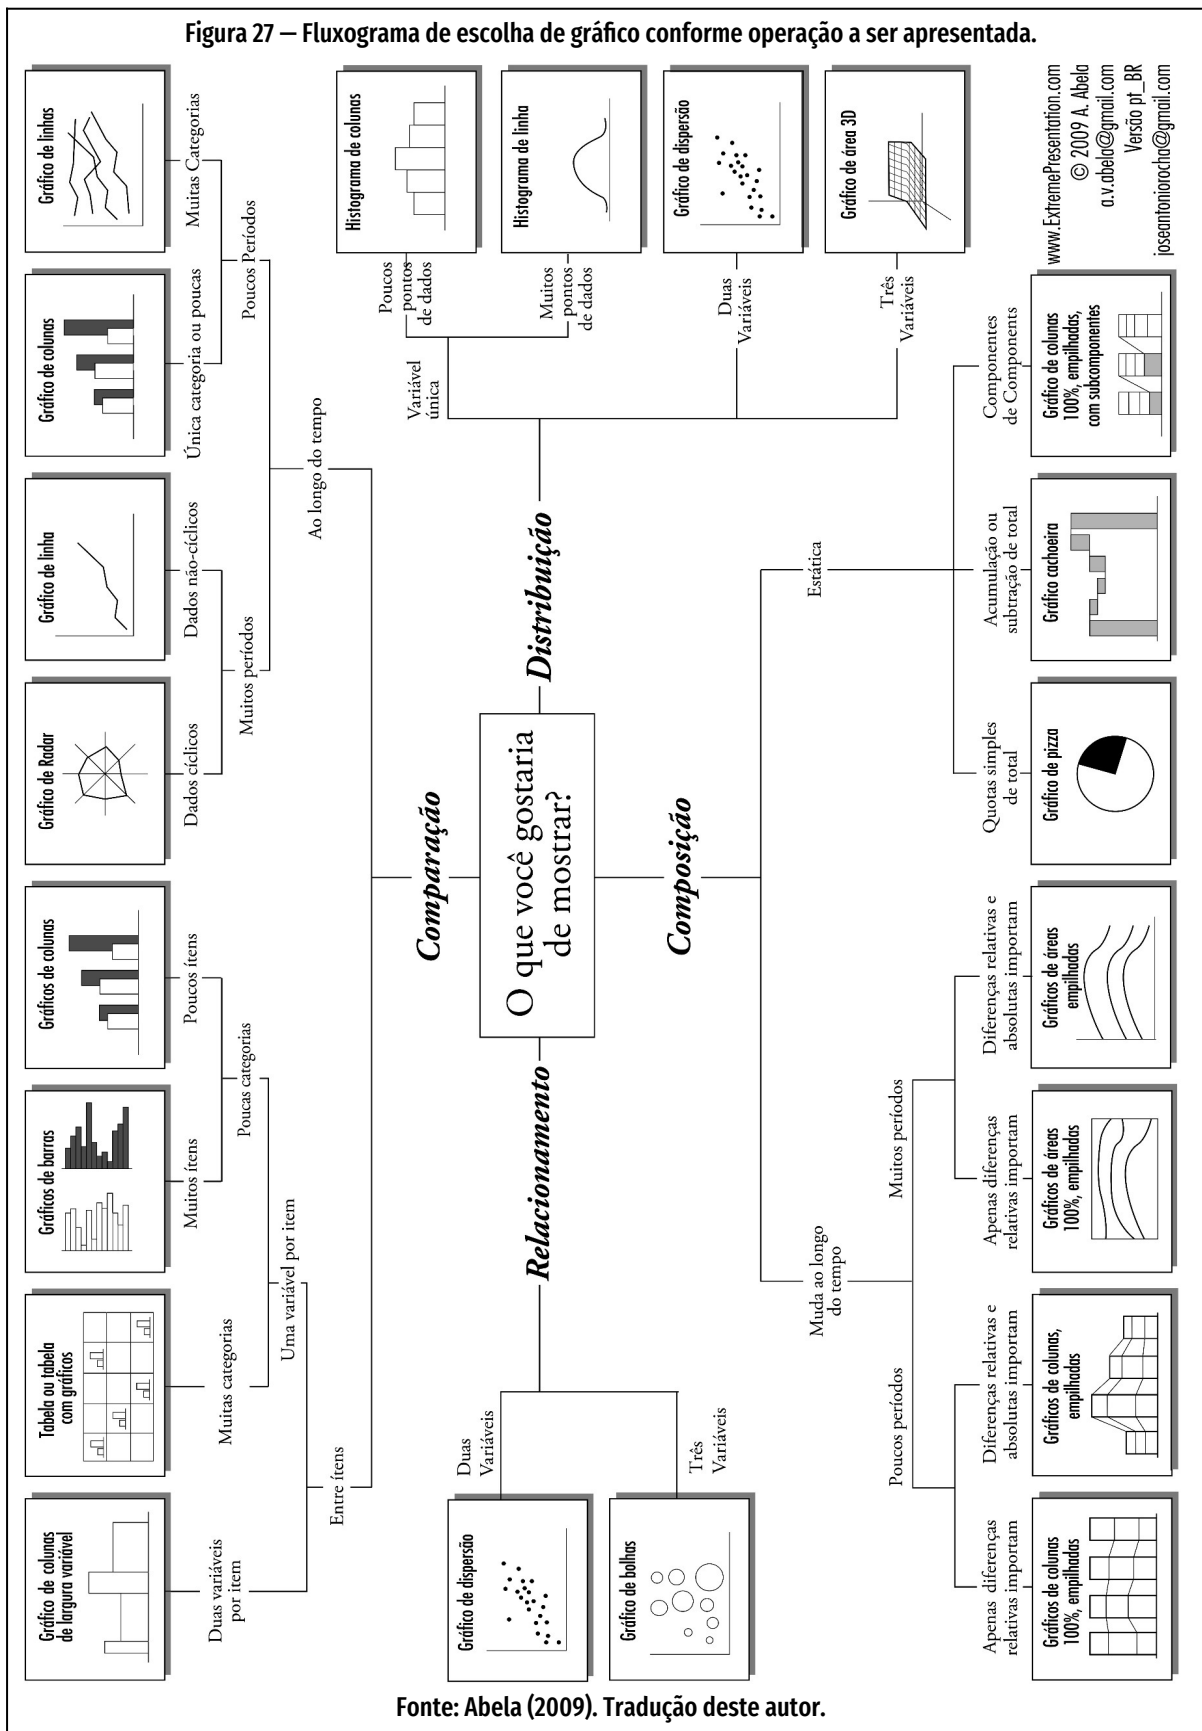 Figura 27 — Fluxograma de escolha de gráfico conforme operação a ser apresentada.
O que você gostaria
de mostrar?
Comparação
Entre ítens
Duas variáveis
por item
Gráfico de colunas
de largura variável
Uma variável por item
Muitas categorias
Tabela ou tabela
com gráficos
Poucas categorias
Muitos ítens
Gráficos de barras
Poucos ítens
Gráficos de colunas
Ao longo do tempo
Muitos períodos
Dados cíclicos
Gráfico de Radar
Dados não-cíclicos
Gráfico de linha
Poucos Períodos
Única categoria ou poucas
Gráfico de colunas
Muitas Categorias
Gráfico de linhas
Distribuição
Variável
única
Poucos
pontos
de dados
Histograma de colunas
Muitos
pontos
de dados
Histograma de linha
Duas
Variáveis
Gráfico de dispersão
Três
Variáveis
Gráfico de área 3D
Relacionamento
Duas
Variáveis
Gráfico de dispersão
Três
Variáveis
Gráfico de bolhas
Composição
Muda ao longo
do tempo
Poucos períodos
Apenas diferenças
relativas importam
Gráficos de colunas
100%, empilhadas
Diferenças relativas e
absolutas importam
Gráficos de colunas,
empilhadas
Muitos períodos
Apenas diferenças
relativas importam
Gráficos de áreas
100%, empilhadas
Diferenças relativas e
absolutas importam
Gráficos de áreas
empilhadas
Estática
Quotas simples
de total
Gráfico de pizza
Acumulação ou
subtração de total
Gráfico cachoeira
Componentes
de Components
Gráfico de colunas
100%, empilhadas,
com subcomponentes
www.ExtremePresentation.com
© 2009 A. Abela
a.v.abela@gmail.com
Versão pt_BR
joseantoniorocha@gmail.com
Fonte: Abela (2009). Tradução deste autor.